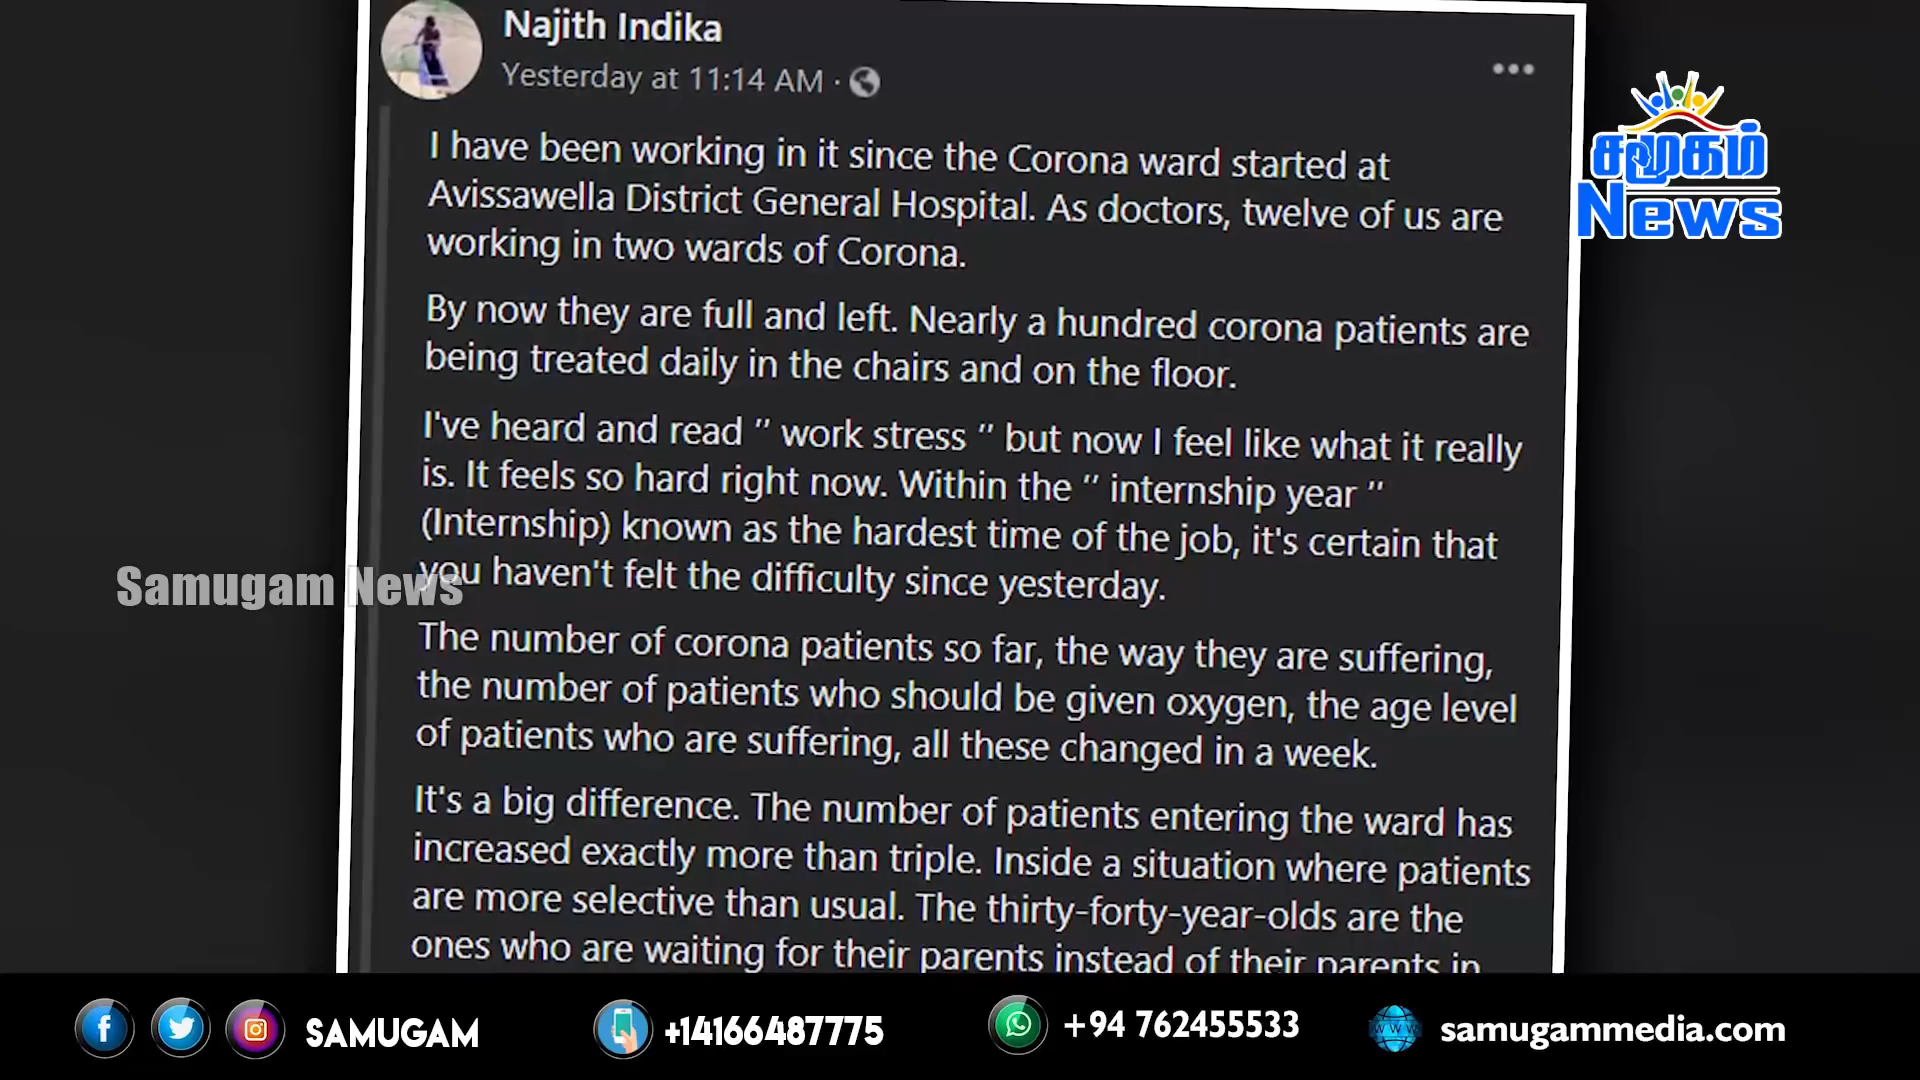 Najith Indika
Yesterday at 11:14 AM ·
I have been working in it since the Corona ward started at
Avissawella District General Hospital. As doctors, twelve of us are
working in two wards of Corona.
By now they are full and left. Nearly a hundred corona patients are
being treated daily in the chairs and on the floor.
I've heard and read " work stress " but now I feel like what it really
is. It feels so hard right now. Within the " internship year "
(Internship) known as the hardest time of the job, it's certain that
you haven't felt the difficulty since yesterday.
The number of corona patients so far, the way they are suffering,
the number of patients who should be given oxygen, the age level
of patients who are suffering, all these changed in a week.
It's a big difference. The number of patients entering the ward has
increased exactly more than triple. Inside a situation where patients
are more selective than usual. The thirty-forty-year-olds are the
ones who are waiting for their parents instead of their parents in
சமூகம்
News
Samugam News
SAMUGAM
+14166487775
+94 762455533
www
samugammedia.com